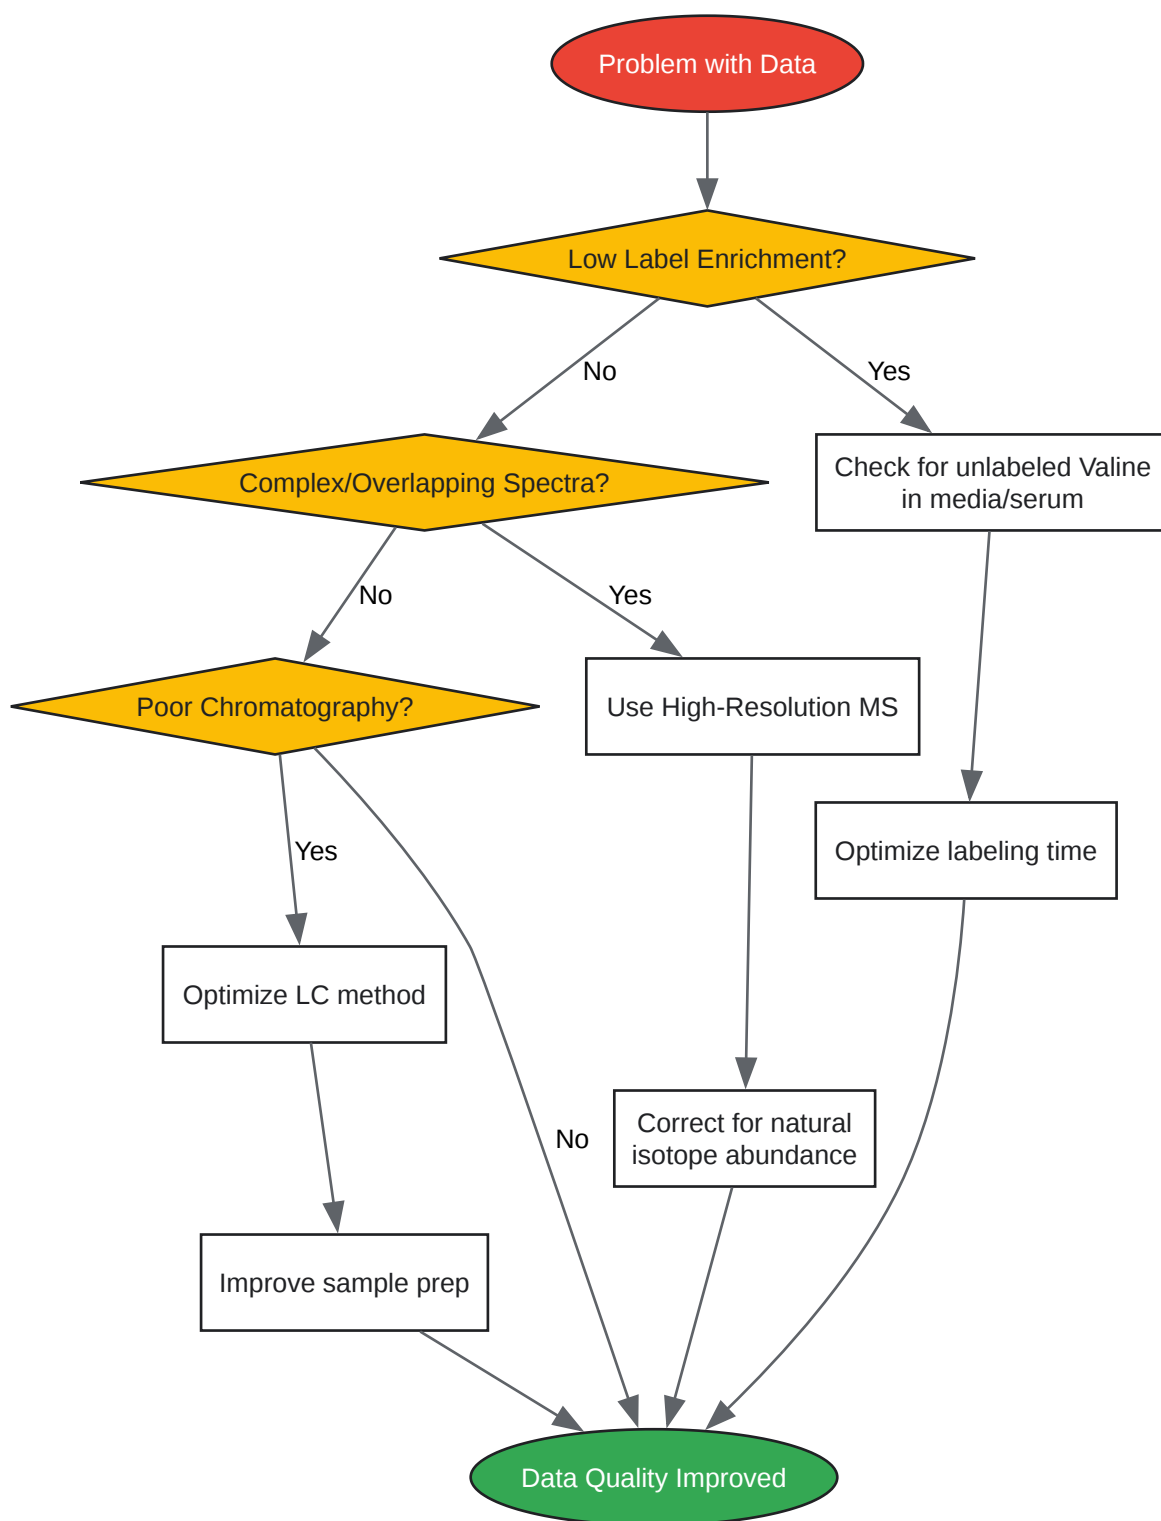 Problem with Data
Low Label Enrichment?
No
Yes
Complex/Overlapping Spectra?
Check for unlabeled Valine
in media/serum
No
Yes
Poor Chromatography?
Use High-Resolution MS
Yes
Optimize labeling time
Optimize LC method
No
Correct for natural
isotope abundance
Improve sample prep
Data Quality Improved